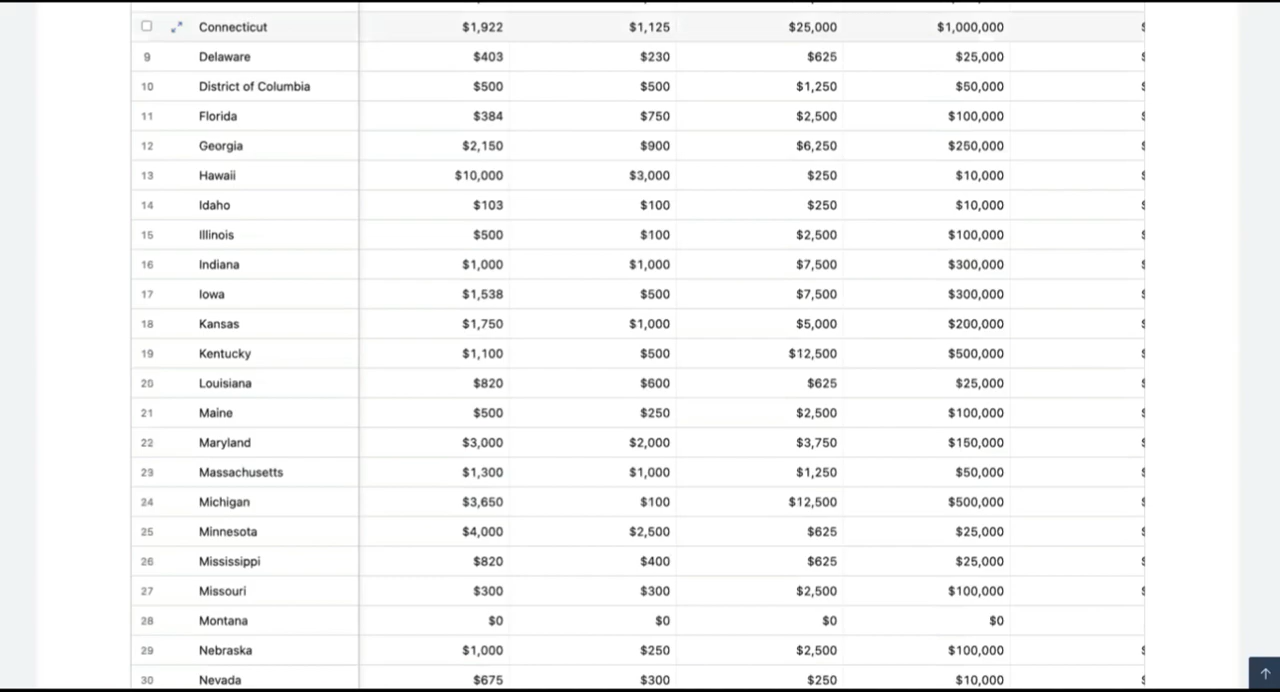 Connecticut $1,922 $1,125 $25,000 $1,000,000
9 Delaware $403 $230 $625 $25,000
10 District of Columbia $500 $500 $1,250 $50,000
11 Florida $384 $750 $2,500 $100,000
12 Georgia $2,150 $900 $6,250 $250,000
13 Hawaii $10,000 $3,000 $250 $10,000
14 Idaho $103 $100 $250 $10,000
15 Illinois $500 $100 $2,500 $100,000
16 Indiana $1,000 $1,000 $7,500 $300,000
17 Iowa $1,538 $500 $7,500 $300,000
18 Kansas $1,750 $1,000 $5,000 $200,000
19 Kentucky $1,100 $500 $12,500 $500,000
20 Louisiana $820 $600 $625 $25,000
21 Maine $500 $250 $2,500 $100,000
22 Maryland $3,000 $2,000 $3,750 $150,000
23 Massachusetts $1,300 $1,000 $1,250 $50,000
24 Michigan $3,650 $100 $12,500 $500,000
25 Minnesota $4,000 $2,500 $625 $25,000
26 Mississippi $820 $400 $625 $25,000
27 Missouri $300 $300 $2,500 $100,000
28 Montana $0 $0 $0 $0
29 Nebraska $1,000 $250 $2,500 $100,000
30 Nevada $675 $300 $250 $10,000